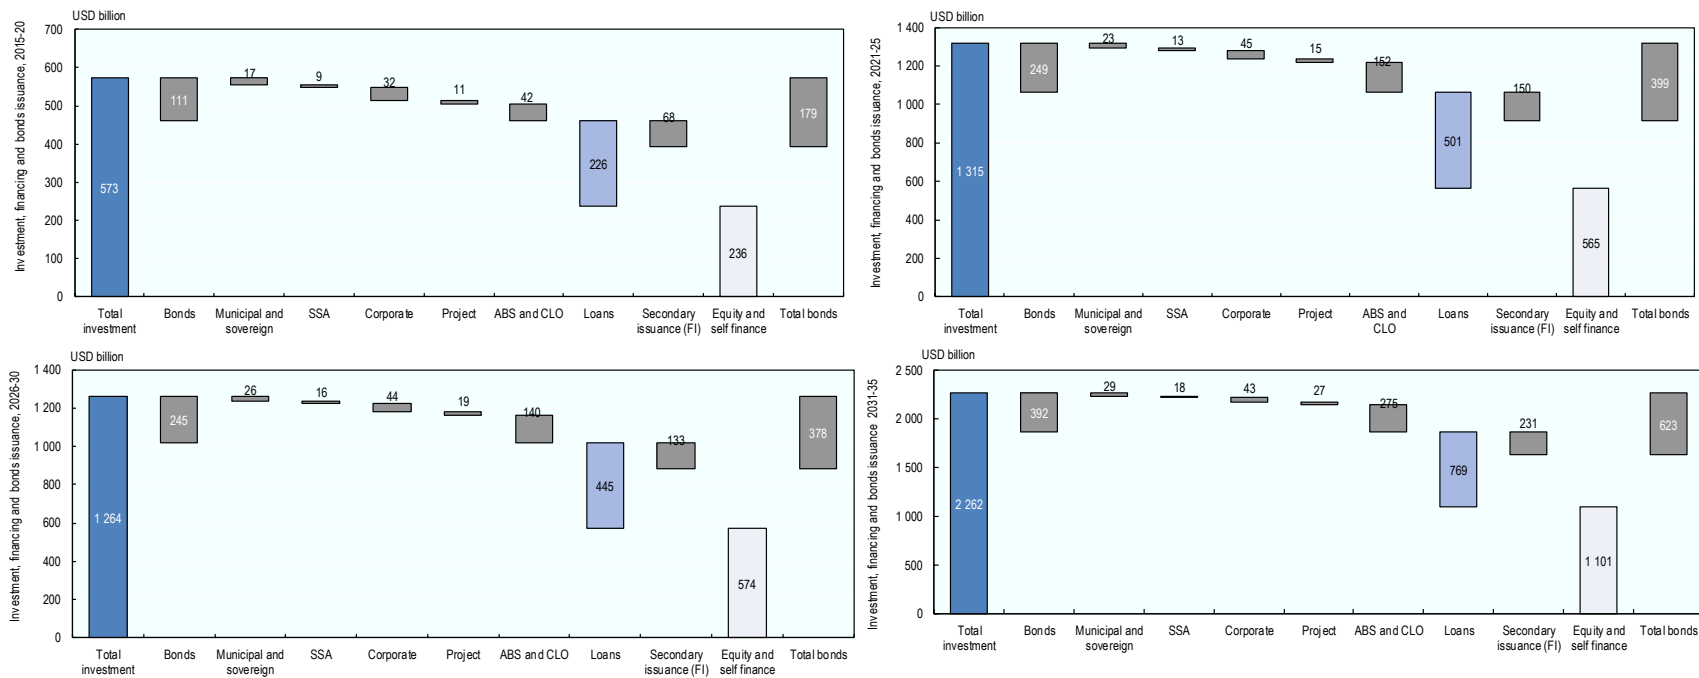 USD billion
Investment, financing and bonds issuance, 2015-20
700
600
500
400
300
200
100
0
573
111
17
9
32
11
42
226
68
236
179
Total investment
Bonds
Municipal and sovereign
SSA
Corporate
Project
ABS and CLO
Loans
Secondary issuance (FI)
Equity and self finance
Total bonds
USD billion
Investment, financing and bonds issuance, 2021-25
1 400
1 200
1 000
800
600
400
200
0
1 315
249
23
13
45
15
152
501
150
565
399
Total investment
Bonds
Municipal and sovereign
SSA
Corporate
Project
ABS and CLO
Loans
Secondary issuance (FI)
Equity and self finance
Total bonds
USD billion
Investment, financing and bonds issuance, 2026-30
1 400
1 200
1 000
800
600
400
200
0
1 264
245
26
16
44
19
140
445
133
574
378
Total investment
Bonds
Municipal and sovereign
SSA
Corporate
Project
ABS and CLO
Loans
Secondary issuance (FI)
Equity and self finance
Total bonds
USD billion
Investment, financing and bonds issuance 2031-35
2 500
2 000
1 500
1 000
500
0
2 262
392
29
18
43
27
275
769
231
1 101
623
Total investment
Bonds
Municipal and sovereign
SSA
Corporate
Project
ABS and CLO
Loans
Secondary issuance (FI)
Equity and self finance
Total bonds